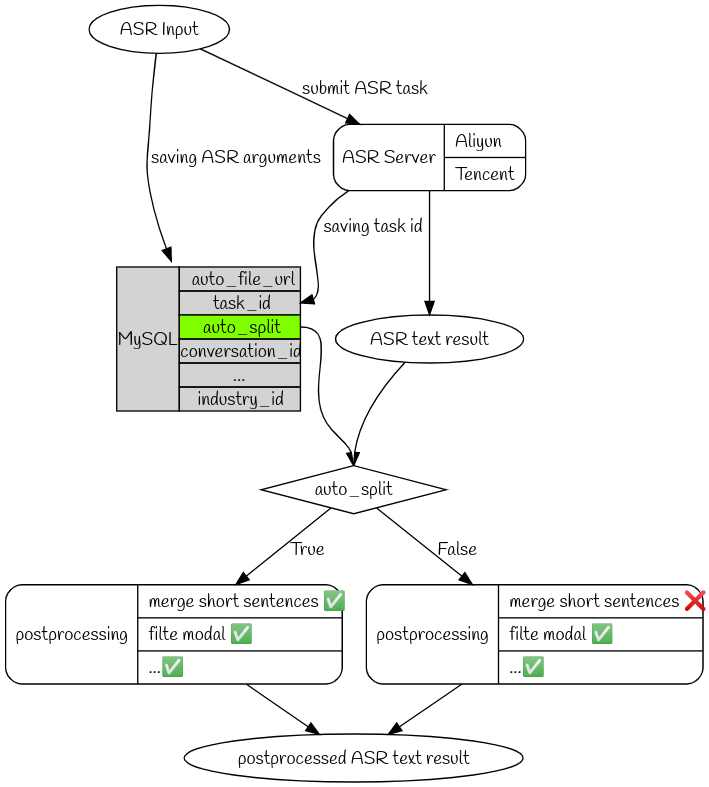 ASR Input
submit ASR task
ASR Server
Aliyun
Tencent
saving ASR arguments
saving task id
MySQL
auto_file_url
task_id
auto_split
conversation_id
...
industry_id
ASR text result
auto_split
True
False
postprocessing
merge short sentences ✅
filte modal ✅
...✅
postprocessing
merge short sentences ❌
filte modal ✅
...✅
postprocessed ASR text result